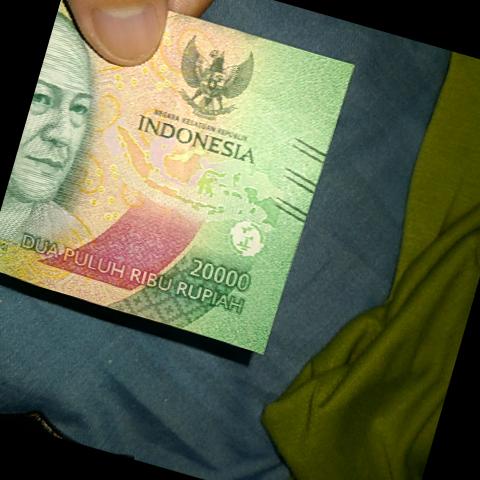 NEGARA KESATUAN REPUBLIK
INDONESIA
20000
DUA PULUH RIBU RUPIAH